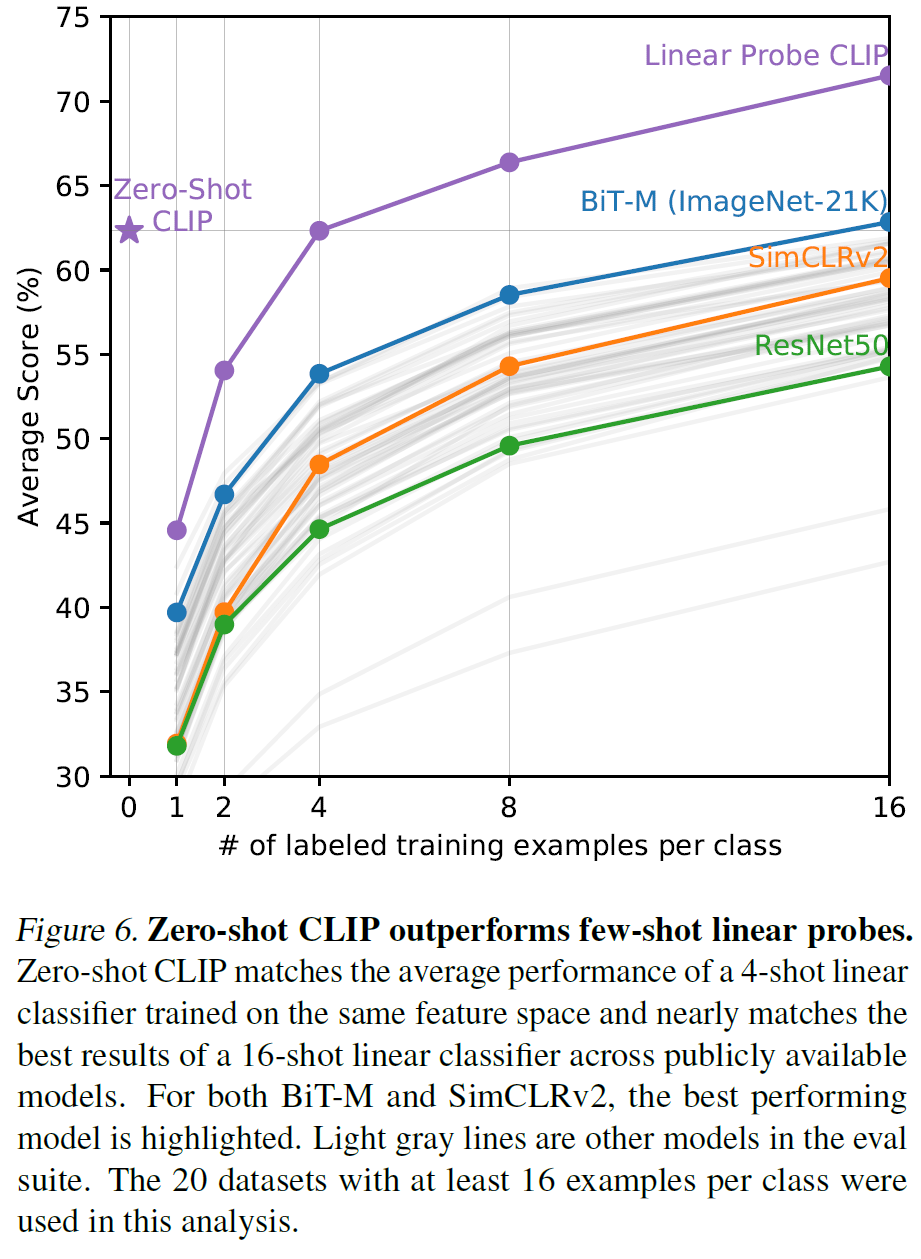 75
70
65
60
55
50
45
40
35
30
Average Score (%)
Linear Probe CLIP
Zero-Shot
CLIP
BiT-M (ImageNet-21K)
SimCLRv2
ResNet50
0 1 2 4 8 16
# of labeled training examples per class
Figure 6. Zero-shot CLIP outperforms few-shot linear probes.
Zero-shot CLIP matches the average performance of a 4-shot linear
classifier trained on the same feature space and nearly matches the
best results of a 16-shot linear classifier across publicly available
models. For both BiT-M and SimCLRv2, the best performing
model is highlighted. Light gray lines are other models in the eval
suite. The 20 datasets with at least 16 examples per class were
used in this analysis.